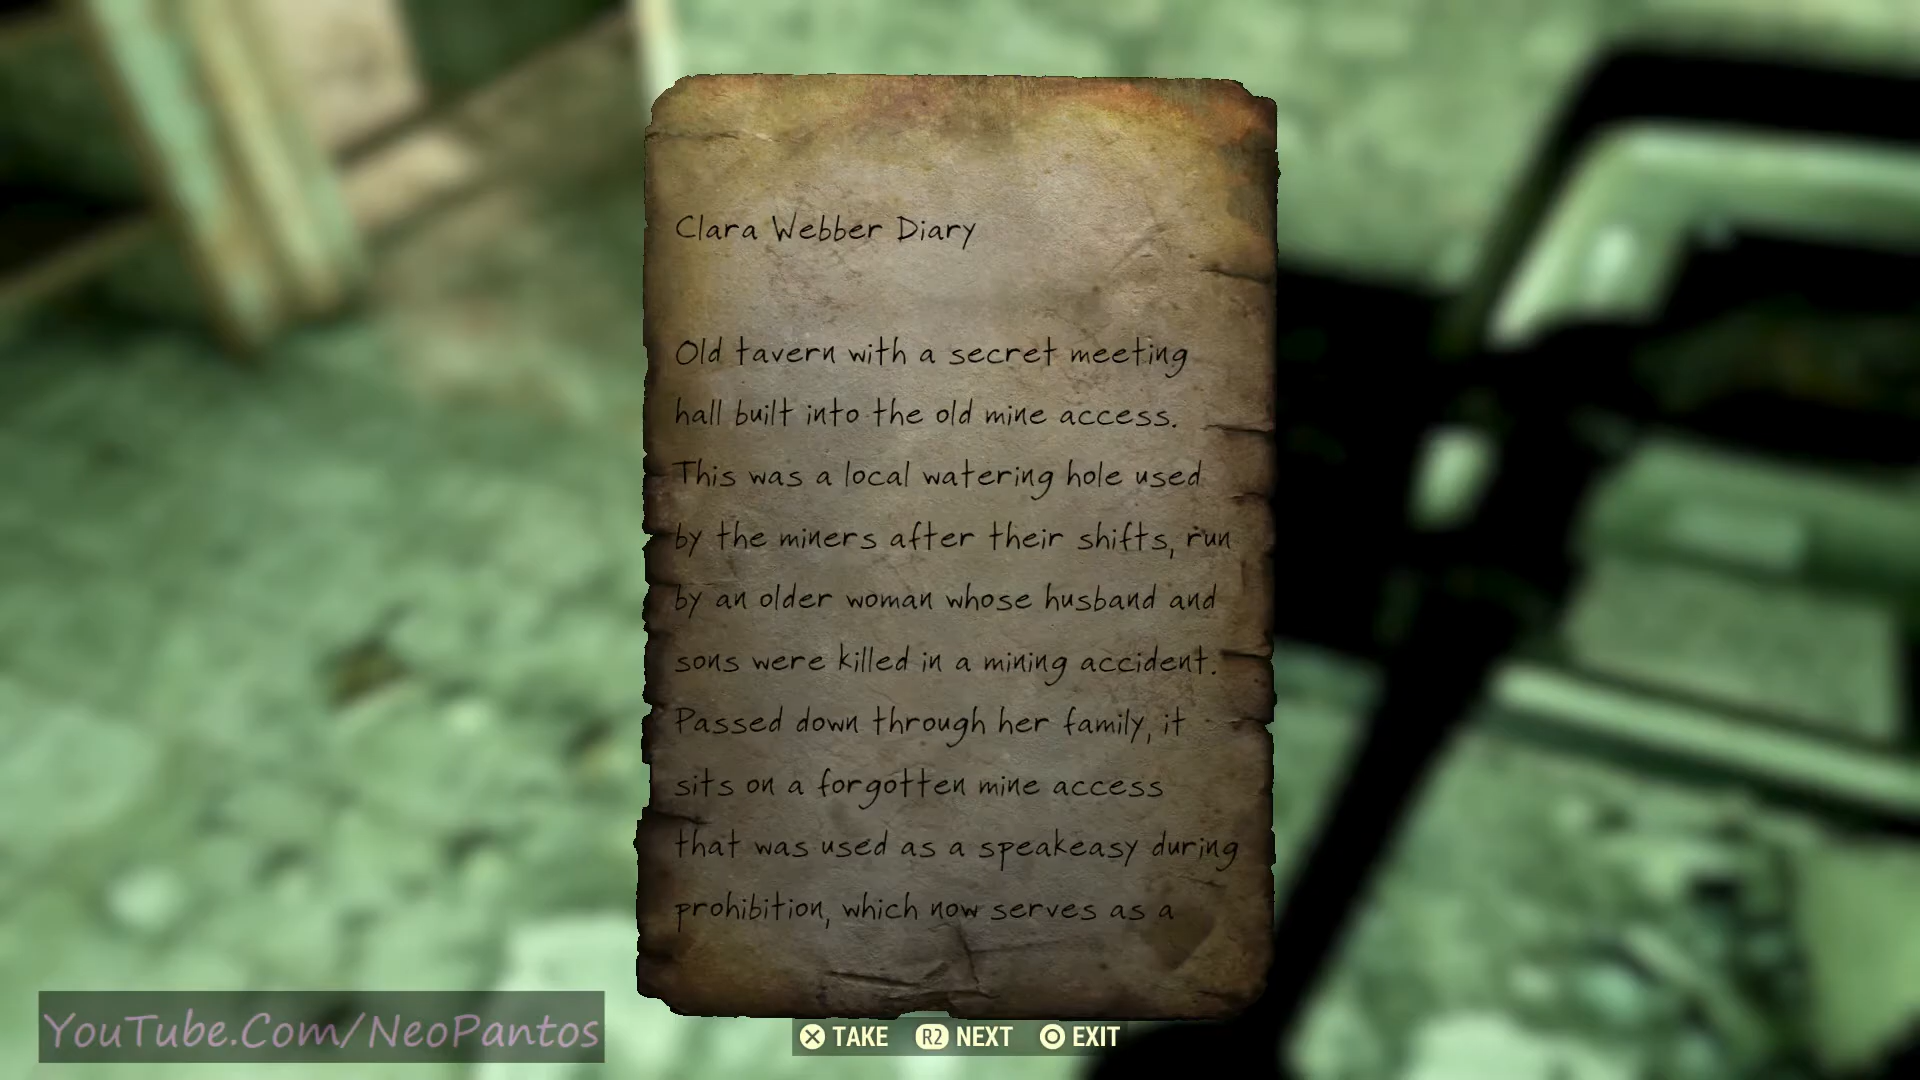 Clara Webber Diary
Old tavern with a secret meeting
hall built into the old mine access.
This was a local watering hole used
by the miners after their shifts, run
by an older woman whose husband and
sons were killed in a mining accident.
Passed down through her family, it
sits on a forgotten mine access
that was used as a speakeasy during
prohibition, which now serves as a
YouTube.Com/NeoPantos
TAKE R2 NEXT EXIT